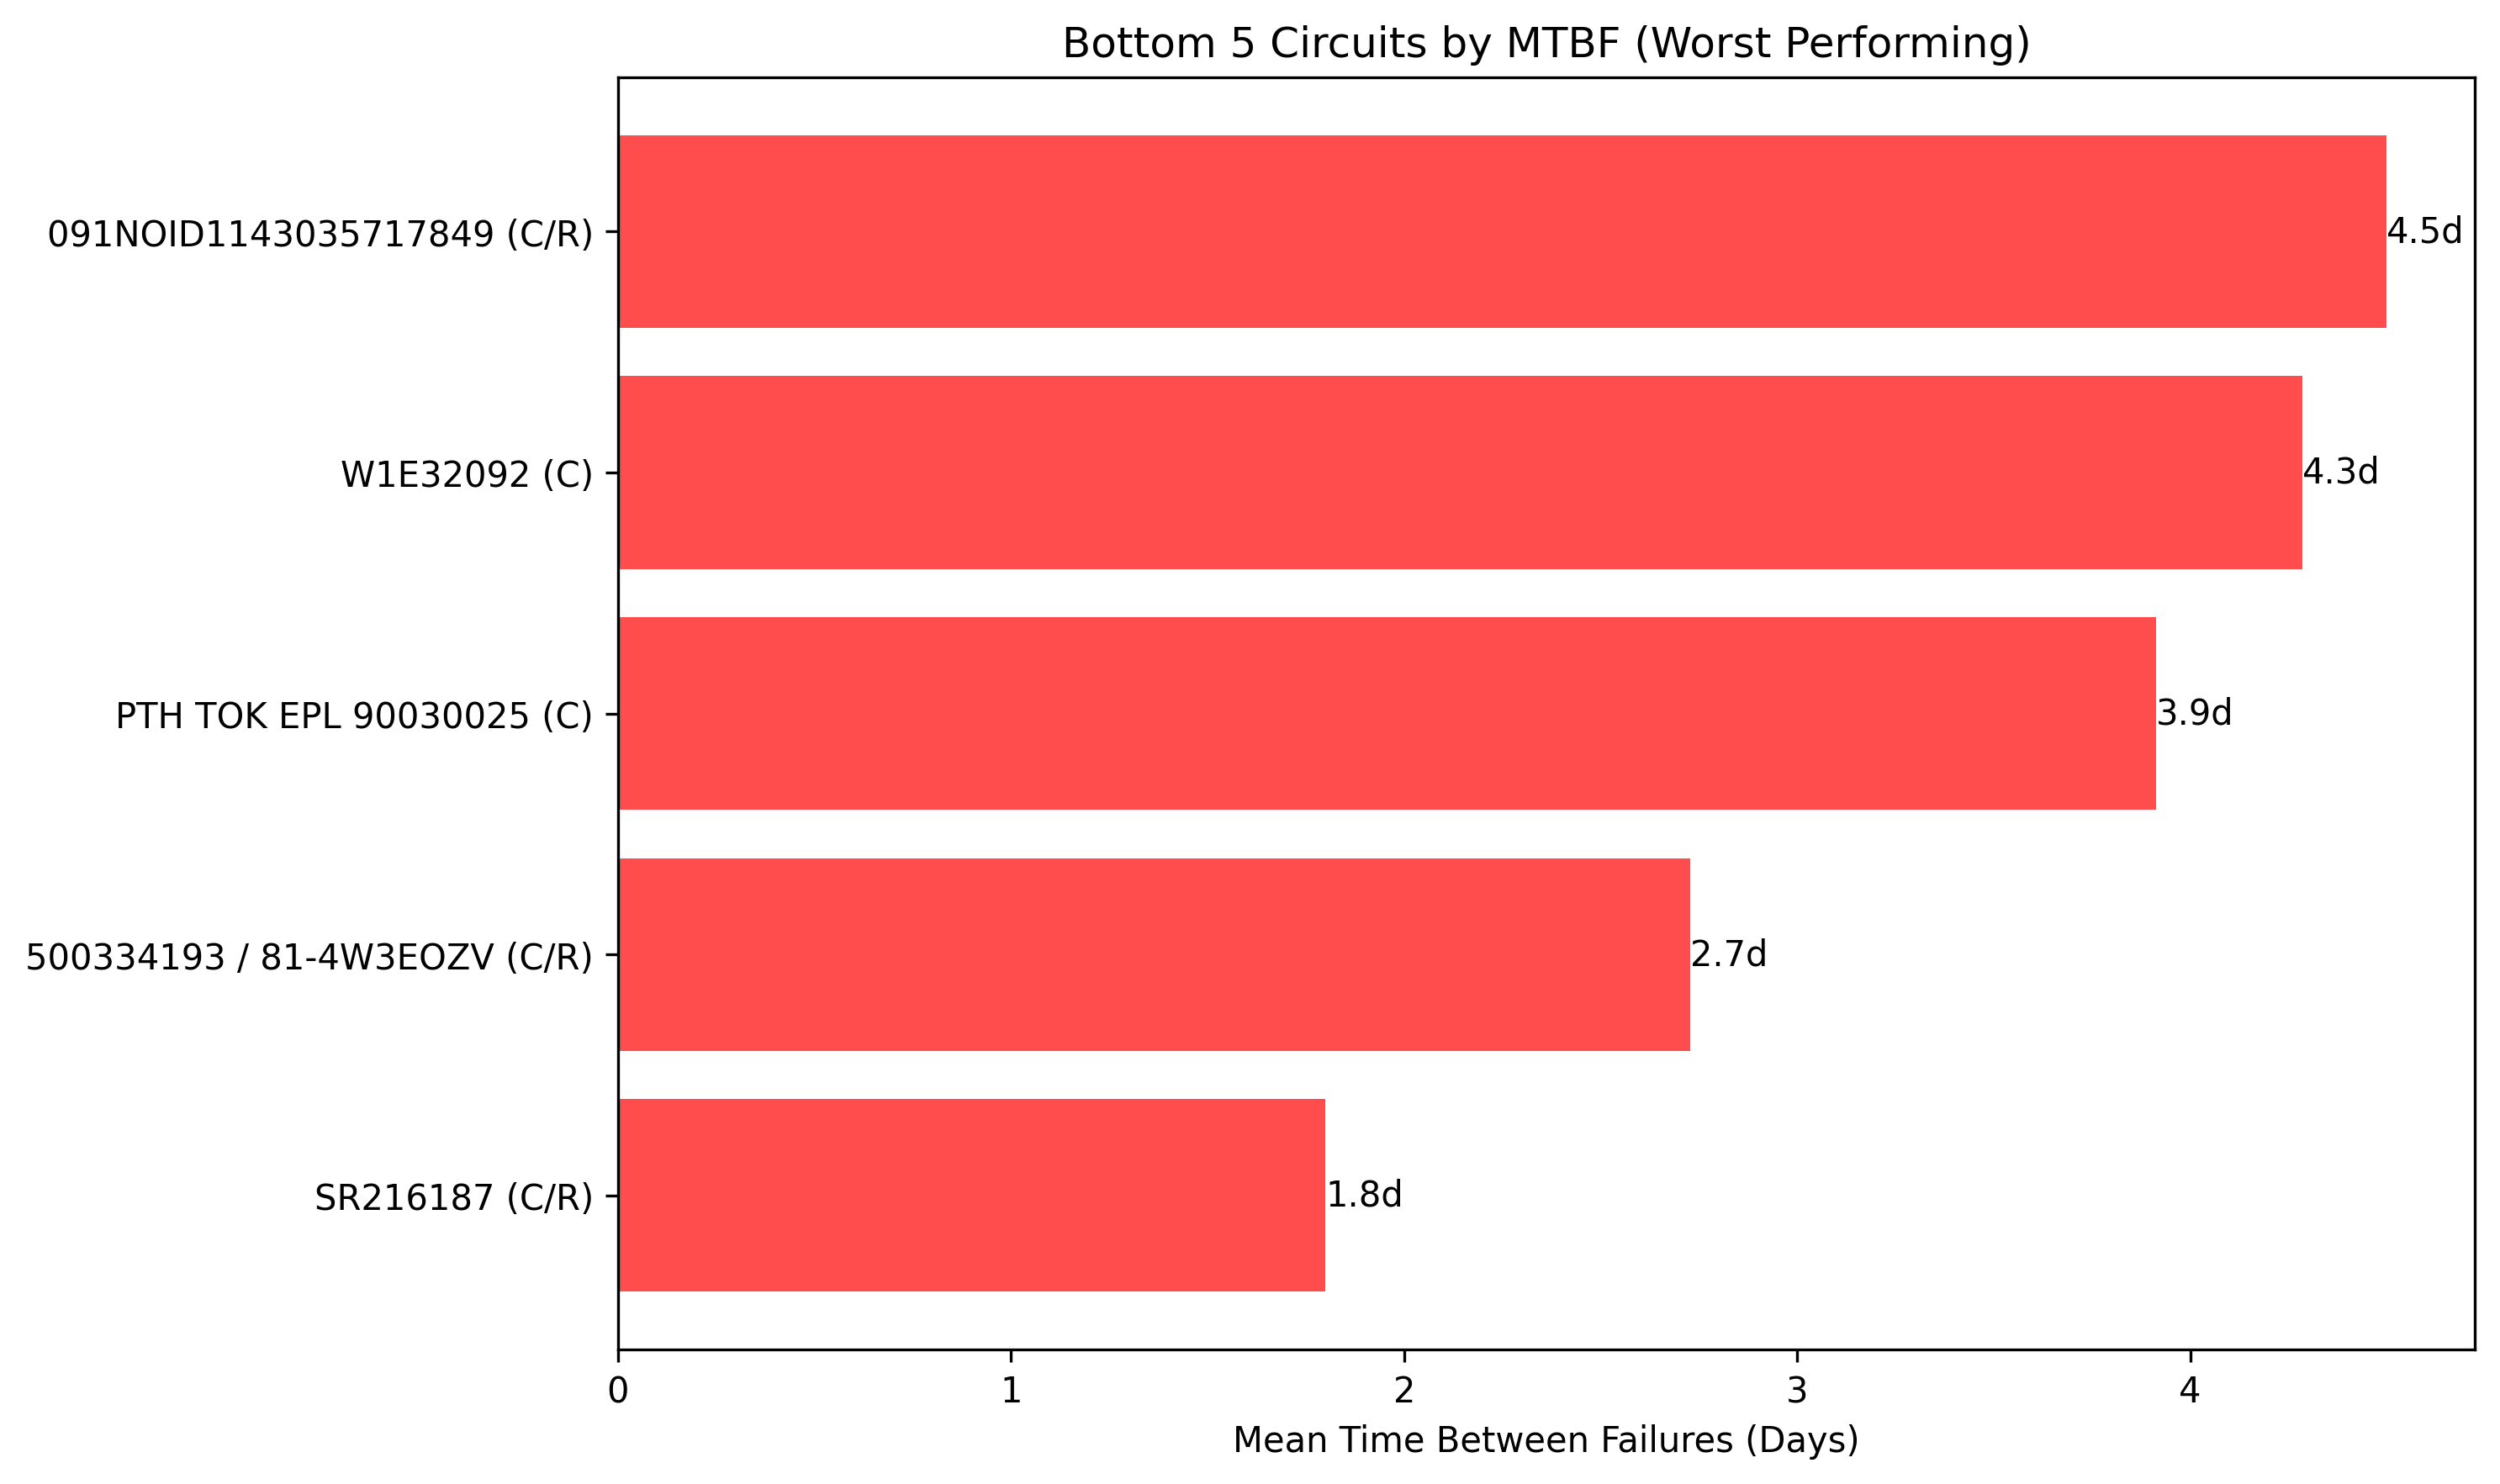 Bottom 5 Circuits by MTBF (Worst Performing)
091NOID1143035717849 (C/R)
4.5d
W1E32092 (C)
4.3d
PTH TOK EPL 90030025 (C)
3.9d
500334193 / 81-4W3EOZV (C/R)
2.7d
SR216187 (C/R)
1.8d
0 1 2 3 4
Mean Time Between Failures (Days)